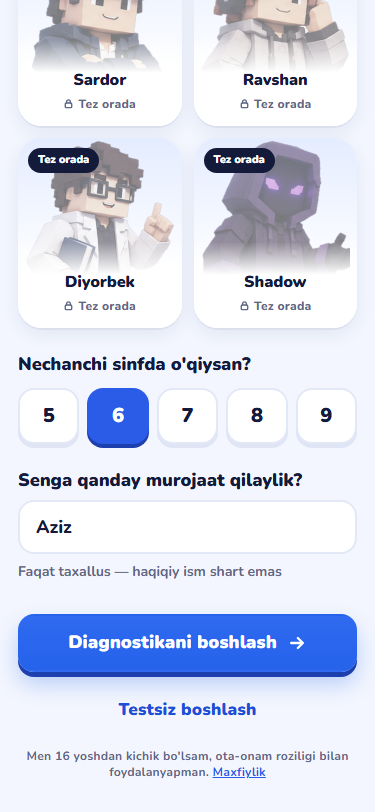 Sardor
Ravshan
Tez orada
Tez orada
Tez orada
Tez orada
Diyorbek
Shadow
Tez orada
Tez orada
Nechanchi sinfda o'qiysan?
5 6 7 8 9
Senga qanday murojaat qilaylik?
Aziz
Faqat taxallus — haqiqiy ism shart emas
Diagnostikani boshlash →
Testsiz boshlash
Men 16 yoshdan kichik bo'lsam, ota-onam roziligi bilan
foydalanyapman. Maxfiylik